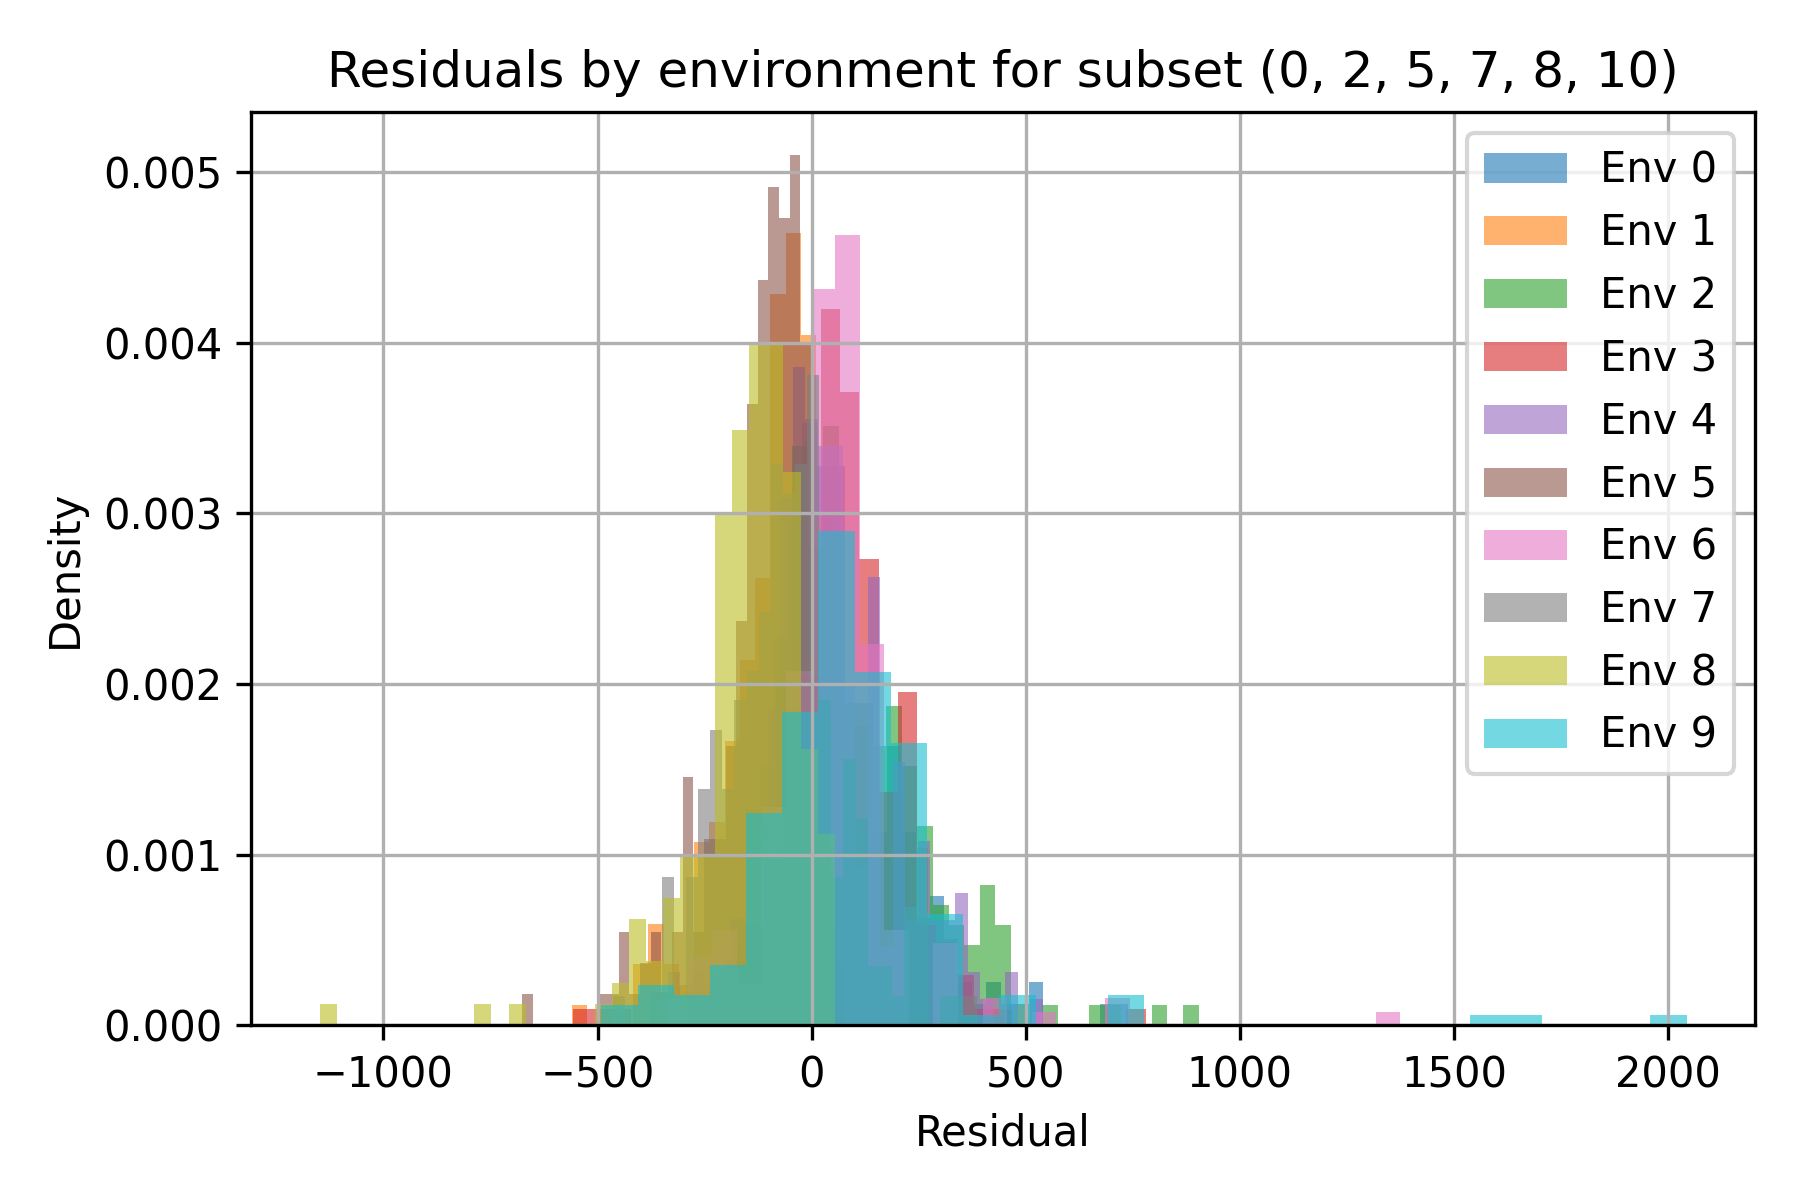 Residuals by environment for subset (0, 2, 5, 7, 8, 10)
0.005
0.004
0.003
0.002
0.001
0.000
Density
−1000
−500
0
500
1000
1500
2000
Residual
Env 0
Env 1
Env 2
Env 3
Env 4
Env 5
Env 6
Env 7
Env 8
Env 9